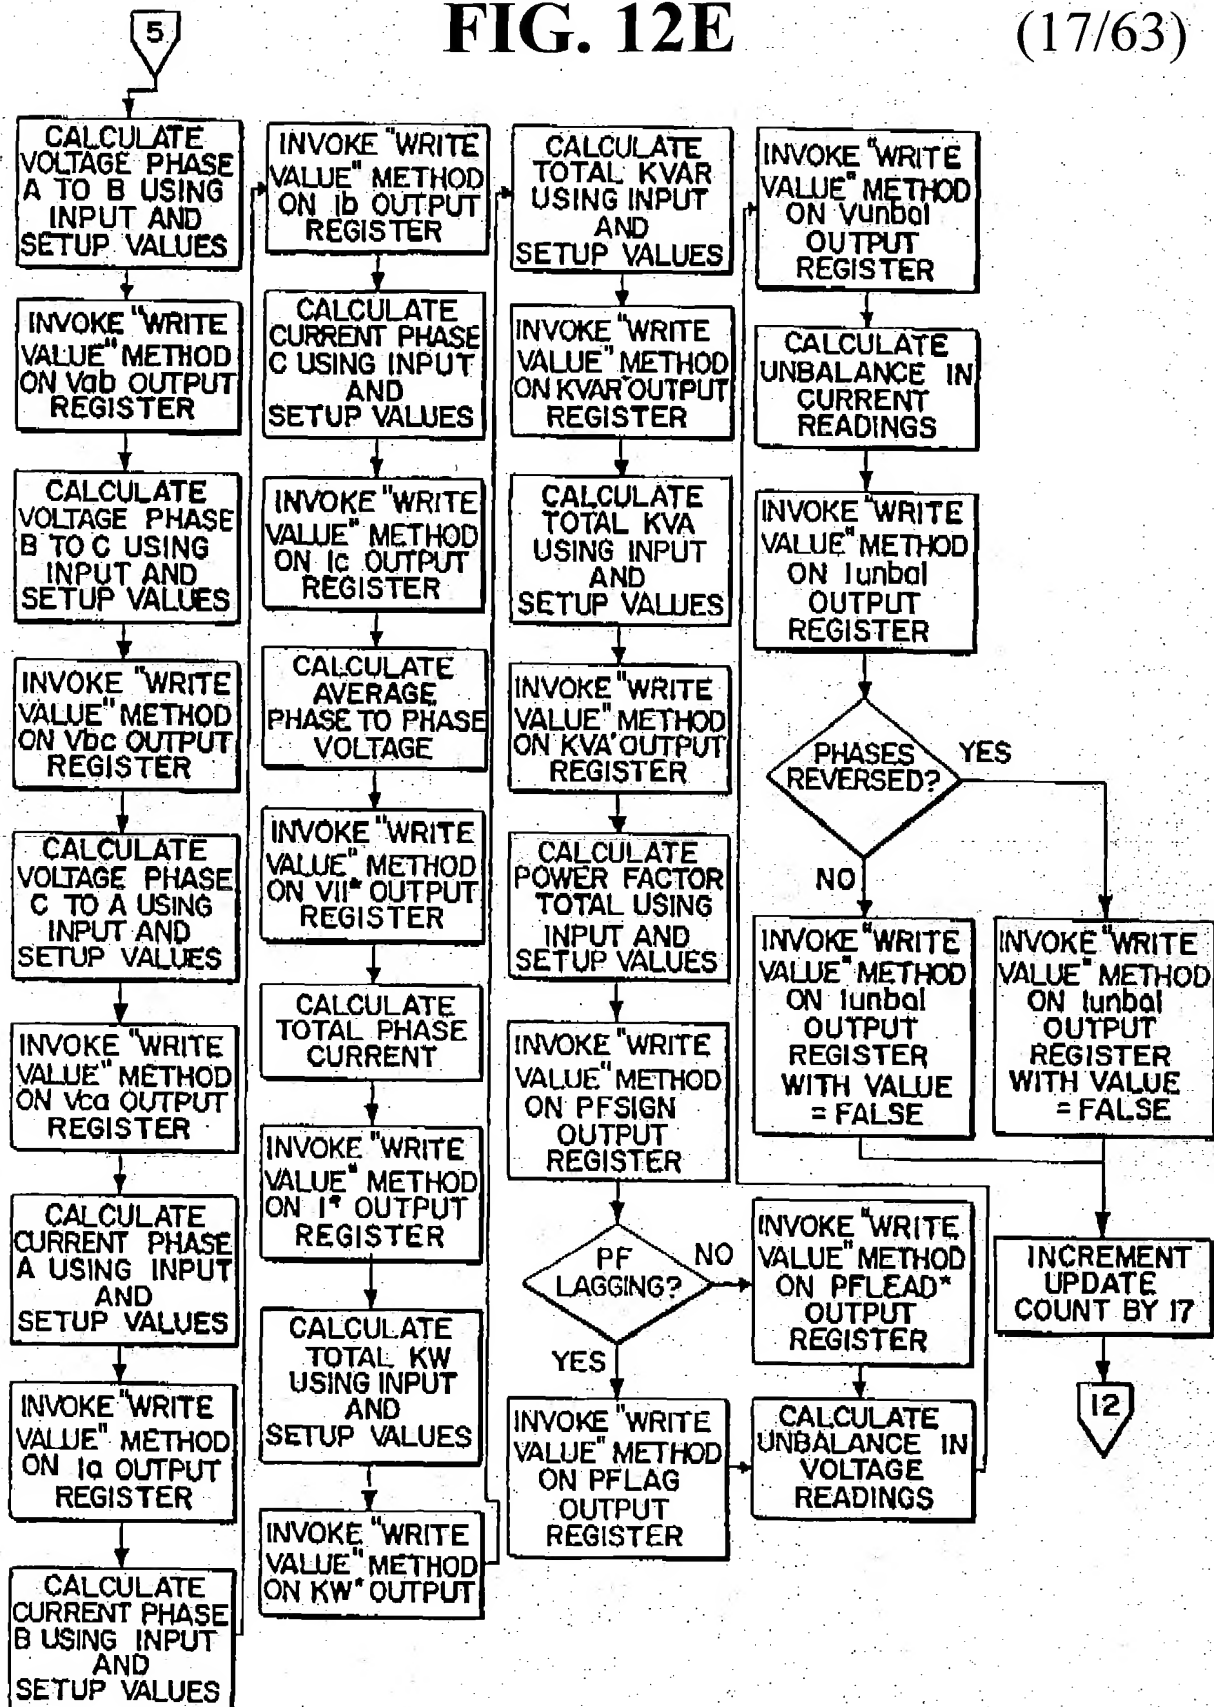 FIG. 12E
(17/63)
5
CALCULATE
VOLTAGE PHASE
A TO B USING
INPUT AND
SETUP VALUES
INVOKE "WRITE
VALUE" METHOD
ON Vab OUTPUT
REGISTER
CALCULATE
VOLTAGE PHASE
B TO C USING
INPUT AND
SETUP VALUES
INVOKE "WRITE
VALUE" METHOD
ON Vbc OUTPUT
REGISTER
CALCULATE
VOLTAGE PHASE
C TO A USING
INPUT AND
SETUP VALUES
INVOKE "WRITE
VALUE" METHOD
ON Vca OUTPUT
REGISTER
CALCULATE
CURRENT PHASE
A USING INPUT
AND
SETUP VALUES
INVOKE "WRITE
VALUE" METHOD
ON Ia OUTPUT
REGISTER
CALCULATE
CURRENT PHASE
B USING INPUT
AND
SETUP VALUES
INVOKE "WRITE
VALUE" METHOD
ON Ib OUTPUT
REGISTER
CALCULATE
CURRENT PHASE
C USING INPUT
AND
SETUP VALUES
INVOKE "WRITE
VALUE" METHOD
ON Ic OUTPUT
REGISTER
CALCULATE
AVERAGE
PHASE TO PHASE
VOLTAGE
INVOKE "WRITE
VALUE" METHOD
ON Vll* OUTPUT
REGISTER
CALCULATE
TOTAL PHASE
CURRENT
INVOKE "WRITE
VALUE" METHOD
ON I* OUTPUT
REGISTER
CALCULATE
TOTAL KW
USING INPUT
AND
SETUP VALUES
INVOKE "WRITE
VALUE" METHOD
ON KW* OUTPUT
CALCULATE
TOTAL KVAR
USING INPUT
AND
SETUP VALUES
INVOKE "WRITE
VALUE" METHOD
ON KVAR* OUTPUT
REGISTER
CALCULATE
TOTAL KVA
USING INPUT
AND
SETUP VALUES
INVOKE "WRITE
VALUE" METHOD
ON KVA* OUTPUT
REGISTER
CALCULATE
POWER FACTOR
TOTAL USING
INPUT AND
SETUP VALUES
INVOKE "WRITE
VALUE" METHOD
ON PFSIGN
OUTPUT
REGISTER
PF
LAGGING?
NO
YES
INVOKE "WRITE
VALUE" METHOD
ON PFLAG
OUTPUT
REGISTER
INVOKE "WRITE
VALUE" METHOD
ON PFLEAD*
OUTPUT
REGISTER
CALCULATE
UNBALANCE IN
VOLTAGE
READINGS
INVOKE "WRITE
VALUE" METHOD
ON Vunbal
OUTPUT
REGISTER
CALCULATE
UNBALANCE IN
CURRENT
READINGS
INVOKE "WRITE
VALUE" METHOD
ON Iunbal
OUTPUT
REGISTER
PHASES
REVERSED?
YES
NO
INVOKE "WRITE
VALUE" METHOD
ON Iunbal
OUTPUT
REGISTER
WITH VALUE
= FALSE
INVOKE "WRITE
VALUE" METHOD
ON Iunbal
OUTPUT
REGISTER
WITH VALUE
= FALSE
INCREMENT
UPDATE
COUNT BY 17
12